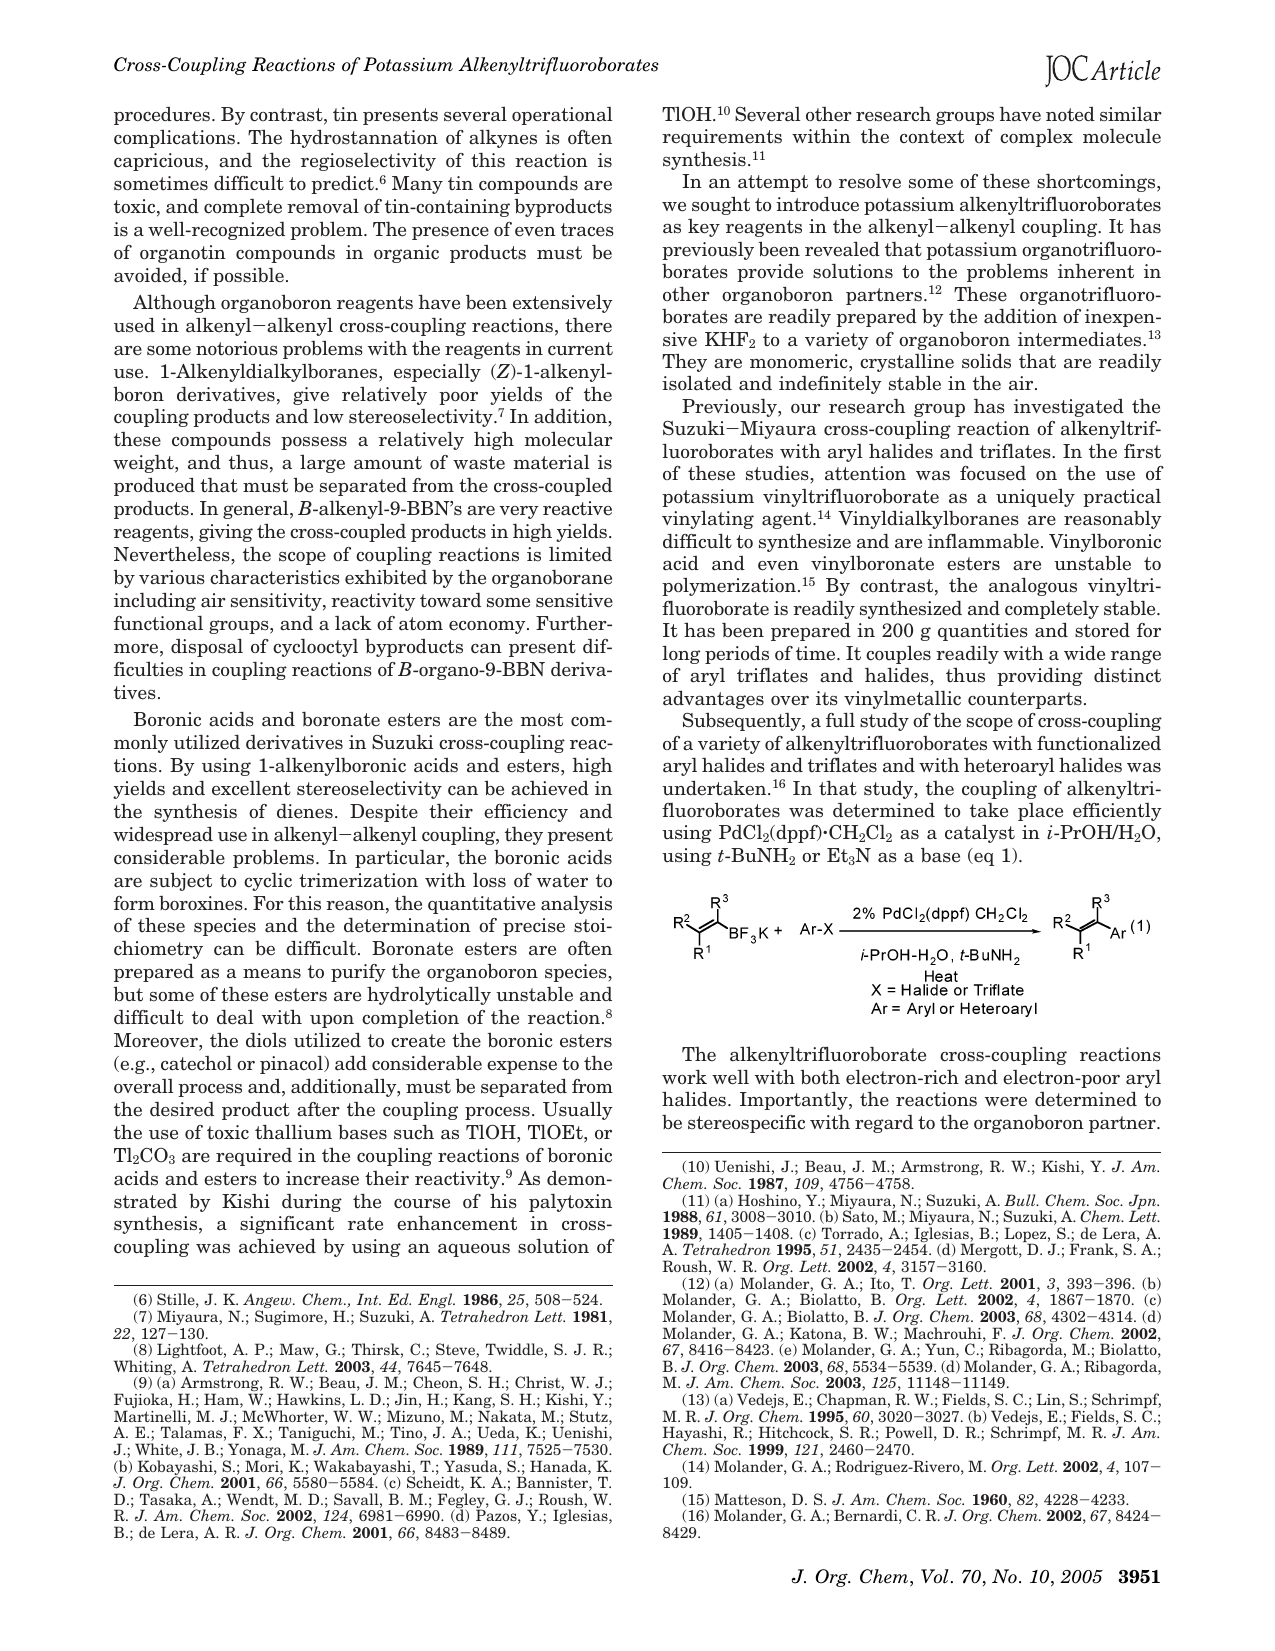 Cross-Coupling Reactions of Potassium Alkenyltrifluoroborates
JOC Article
procedures. By contrast, tin presents several operational
complications. The hydrostannation of alkynes is often
capricious, and the regioselectivity of this reaction is
sometimes difficult to predict.⁶ Many tin compounds are
toxic, and complete removal of tin-containing byproducts
is a well-recognized problem. The presence of even traces
of organotin compounds in organic products must be
avoided, if possible.
Although organoboron reagents have been extensively
used in alkenyl−alkenyl cross-coupling reactions, there
are some notorious problems with the reagents in current
use. 1-Alkenyldialkylboranes, especially (Z)-1-alkenyl-
boron derivatives, give relatively poor yields of the
coupling products and low stereoselectivity.⁷ In addition,
these compounds possess a relatively high molecular
weight, and thus, a large amount of waste material is
produced that must be separated from the cross-coupled
products. In general, B-alkenyl-9-BBN's are very reactive
reagents, giving the cross-coupled products in high yields.
Nevertheless, the scope of coupling reactions is limited
by various characteristics exhibited by the organoborane
including air sensitivity, reactivity toward some sensitive
functional groups, and a lack of atom economy. Further-
more, disposal of cyclooctyl byproducts can present dif-
ficulties in coupling reactions of B-organo-9-BBN deriva-
tives.
Boronic acids and boronate esters are the most com-
monly utilized derivatives in Suzuki cross-coupling reac-
tions. By using 1-alkenylboronic acids and esters, high
yields and excellent stereoselectivity can be achieved in
the synthesis of dienes. Despite their efficiency and
widespread use in alkenyl−alkenyl coupling, they present
considerable problems. In particular, the boronic acids
are subject to cyclic trimerization with loss of water to
form boroxines. For this reason, the quantitative analysis
of these species and the determination of precise stoi-
chiometry can be difficult. Boronate esters are often
prepared as a means to purify the organoboron species,
but some of these esters are hydrolytically unstable and
difficult to deal with upon completion of the reaction.⁸
Moreover, the diols utilized to create the boronic esters
(e.g., catechol or pinacol) add considerable expense to the
overall process and, additionally, must be separated from
the desired product after the coupling process. Usually
the use of toxic thallium bases such as TlOH, TlOEt, or
Tl₂CO₃ are required in the coupling reactions of boronic
acids and esters to increase their reactivity.⁹ As demon-
strated by Kishi during the course of his palytoxin
synthesis, a significant rate enhancement in cross-
coupling was achieved by using an aqueous solution of
(6) Stille, J. K. Angew. Chem., Int. Ed. Engl. 1986, 25, 508−524.
(7) Miyaura, N.; Sugimore, H.; Suzuki, A. Tetrahedron Lett. 1981,
22, 127−130.
(8) Lightfoot, A. P.; Maw, G.; Thirsk, C.; Steve, Twiddle, S. J. R.;
Whiting, A. Tetrahedron Lett. 2003, 44, 7645−7648.
(9) (a) Armstrong, R. W.; Beau, J. M.; Cheon, S. H.; Christ, W. J.;
Fujioka, H.; Ham, W.; Hawkins, L. D.; Jin, H.; Kang, S. H.; Kishi, Y.;
Martinelli, M. J.; McWhorter, W. W.; Mizuno, M.; Nakata, M.; Stutz,
A. E.; Talamas, F. X.; Taniguchi, M.; Tino, J. A.; Ueda, K.; Uenishi,
J.; White, J. B.; Yonaga, M. J. Am. Chem. Soc. 1989, 111, 7525−7530.
(b) Kobayashi, S.; Mori, K.; Wakabayashi, T.; Yasuda, S.; Hanada, K.
J. Org. Chem. 2001, 66, 5580−5584. (c) Scheidt, K. A.; Bannister, T.
D.; Tasaka, A.; Wendt, M. D.; Savall, B. M.; Fegley, G. J.; Roush, W.
R. J. Am. Chem. Soc. 2002, 124, 6981−6990. (d) Pazos, Y.; Iglesias,
B.; de Lera, A. R. J. Org. Chem. 2001, 66, 8483−8489.
TlOH.¹⁰ Several other research groups have noted similar
requirements within the context of complex molecule
synthesis.¹¹
In an attempt to resolve some of these shortcomings,
we sought to introduce potassium alkenyltrifluoroborates
as key reagents in the alkenyl−alkenyl coupling. It has
previously been revealed that potassium organotrifluoro-
borates provide solutions to the problems inherent in
other organoboron partners.¹² These organotrifluoro-
borates are readily prepared by the addition of inexpen-
sive KHF₂ to a variety of organoboron intermediates.¹³
They are monomeric, crystalline solids that are readily
isolated and indefinitely stable in the air.
Previously, our research group has investigated the
Suzuki−Miyaura cross-coupling reaction of alkenyltrif-
luoroborates with aryl halides and triflates. In the first
of these studies, attention was focused on the use of
potassium vinyltrifluoroborate as a uniquely practical
vinylating agent.¹⁴ Vinyldialkylboranes are reasonably
difficult to synthesize and are inflammable. Vinylboronic
acid and even vinylboronate esters are unstable to
polymerization.¹⁵ By contrast, the analogous vinyltri-
fluoroborate is readily synthesized and completely stable.
It has been prepared in 200 g quantities and stored for
long periods of time. It couples readily with a wide range
of aryl triflates and halides, thus providing distinct
advantages over its vinylmetallic counterparts.
Subsequently, a full study of the scope of cross-coupling
of a variety of alkenyltrifluoroborates with functionalized
aryl halides and triflates and with heteroaryl halides was
undertaken.¹⁶ In that study, the coupling of alkenyltri-
fluoroborates was determined to take place efficiently
using PdCl₂(dppf)·CH₂Cl₂ as a catalyst in i-PrOH/H₂O,
using t-BuNH₂ or Et₃N as a base (eq 1).
R² R³ R¹ BF₃K + Ar-X 2% PdCl₂(dppf) CH₂Cl₂ R² R³ R¹ Ar (1)
i-PrOH-H₂O, t-BuNH₂
Heat
X = Halide or Triflate
Ar = Aryl or Heteroaryl
The alkenyltrifluoroborate cross-coupling reactions
work well with both electron-rich and electron-poor aryl
halides. Importantly, the reactions were determined to
be stereospecific with regard to the organoboron partner.
(10) Uenishi, J.; Beau, J. M.; Armstrong, R. W.; Kishi, Y. J. Am.
Chem. Soc. 1987, 109, 4756−4758.
(11) (a) Hoshino, Y.; Miyaura, N.; Suzuki, A. Bull. Chem. Soc. Jpn.
1988, 61, 3008−3010. (b) Sato, M.; Miyaura, N.; Suzuki, A. Chem. Lett.
1989, 1405−1408. (c) Torrado, A.; Iglesias, B.; Lopez, S.; de Lera, A.
A. Tetrahedron 1995, 51, 2435−2454. (d) Mergott, D. J.; Frank, S. A.;
Roush, W. R. Org. Lett. 2002, 4, 3157−3160.
(12) (a) Molander, G. A.; Ito, T. Org. Lett. 2001, 3, 393−396. (b)
Molander, G. A.; Biolatto, B. Org. Lett. 2002, 4, 1867−1870. (c)
Molander, G. A.; Biolatto, B. J. Org. Chem. 2003, 68, 4302−4314. (d)
Molander, G. A.; Katona, B. W.; Machrouhi, F. J. Org. Chem. 2002,
67, 8416−8423. (e) Molander, G. A.; Yun, C.; Ribagorda, M.; Biolatto,
B. J. Org. Chem. 2003, 68, 5534−5539. (d) Molander, G. A.; Ribagorda,
M. J. Am. Chem. Soc. 2003, 125, 11148−11149.
(13) (a) Vedejs, E.; Chapman, R. W.; Fields, S. C.; Lin, S.; Schrimpf,
M. R. J. Org. Chem. 1995, 60, 3020−3027. (b) Vedejs, E.; Fields, S. C.;
Hayashi, R.; Hitchcock, S. R.; Powell, D. R.; Schrimpf, M. R. J. Am.
Chem. Soc. 1999, 121, 2460−2470.
(14) Molander, G. A.; Rodriguez-Rivero, M. Org. Lett. 2002, 4, 107−
109.
(15) Matteson, D. S. J. Am. Chem. Soc. 1960, 82, 4228−4233.
(16) Molander, G. A.; Bernardi, C. R. J. Org. Chem. 2002, 67, 8424−
8429.
J. Org. Chem, Vol. 70, No. 10, 2005 3951